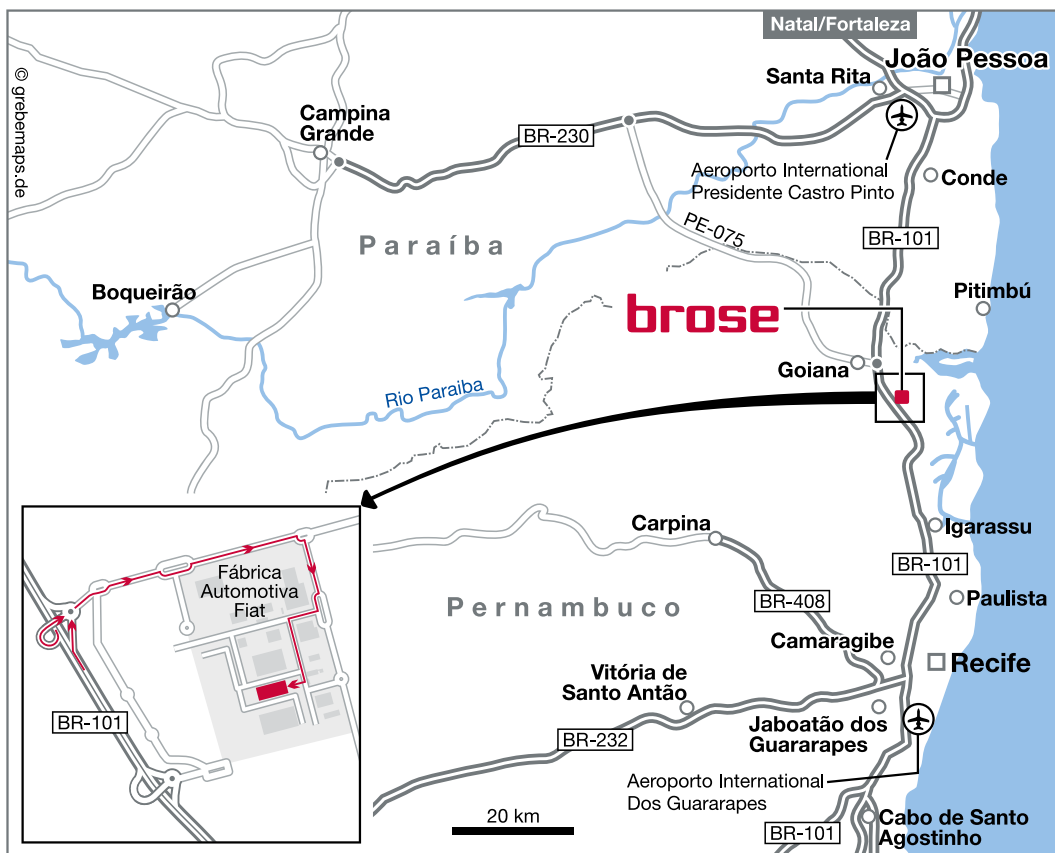 Natal/Fortaleza
João Pessoa
Santa Rita
© grebemaps.de
Campina
Grande
BR-230
Aeroporto International
Presidente Castro Pinto
Conde
PE-075
BR-101
Paraíba
Boqueirão
Pitimbú
brose
Goiana
Rio Paraiba
Carpina
Igarassu
BR-101
Fábrica
Automotiva
Fiat
Pernambuco
BR-408
Paulista
Camaragibe
Recife
Vitória de
Santo Antão
BR-101
Jaboatão dos
Guararapes
BR-232
Aeroporto International
Dos Guararapes
20 km
BR-101
Cabo de Santo
Agostinho